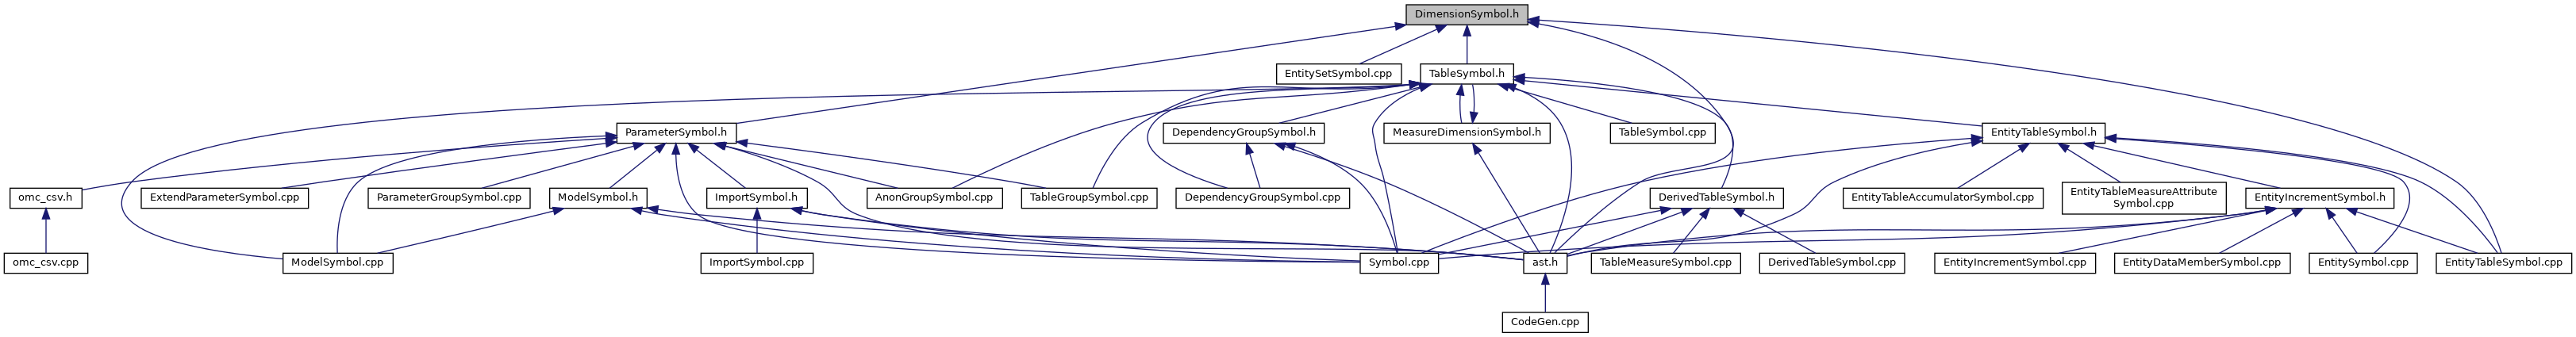 DimensionSymbol.h
EntitySetSymbol.cpp
TableSymbol.h
ParameterSymbol.h
DependencyGroupSymbol.h
MeasureDimensionSymbol.h
TableSymbol.cpp
EntityTableSymbol.h
omc_csv.h
ExtendParameterSymbol.cpp
ParameterGroupSymbol.cpp
ModelSymbol.h
ImportSymbol.h
AnonGroupSymbol.cpp
TableGroupSymbol.cpp
DependencyGroupSymbol.cpp
DerivedTableSymbol.h
EntityTableAccumulatorSymbol.cpp
EntityTableMeasureAttribute
Symbol.cpp
EntityIncrementSymbol.h
omc_csv.cpp
ModelSymbol.cpp
ImportSymbol.cpp
Symbol.cpp
ast.h
TableMeasureSymbol.cpp
DerivedTableSymbol.cpp
EntityIncrementSymbol.cpp
EntityDataMemberSymbol.cpp
EntitySymbol.cpp
EntityTableSymbol.cpp
CodeGen.cpp